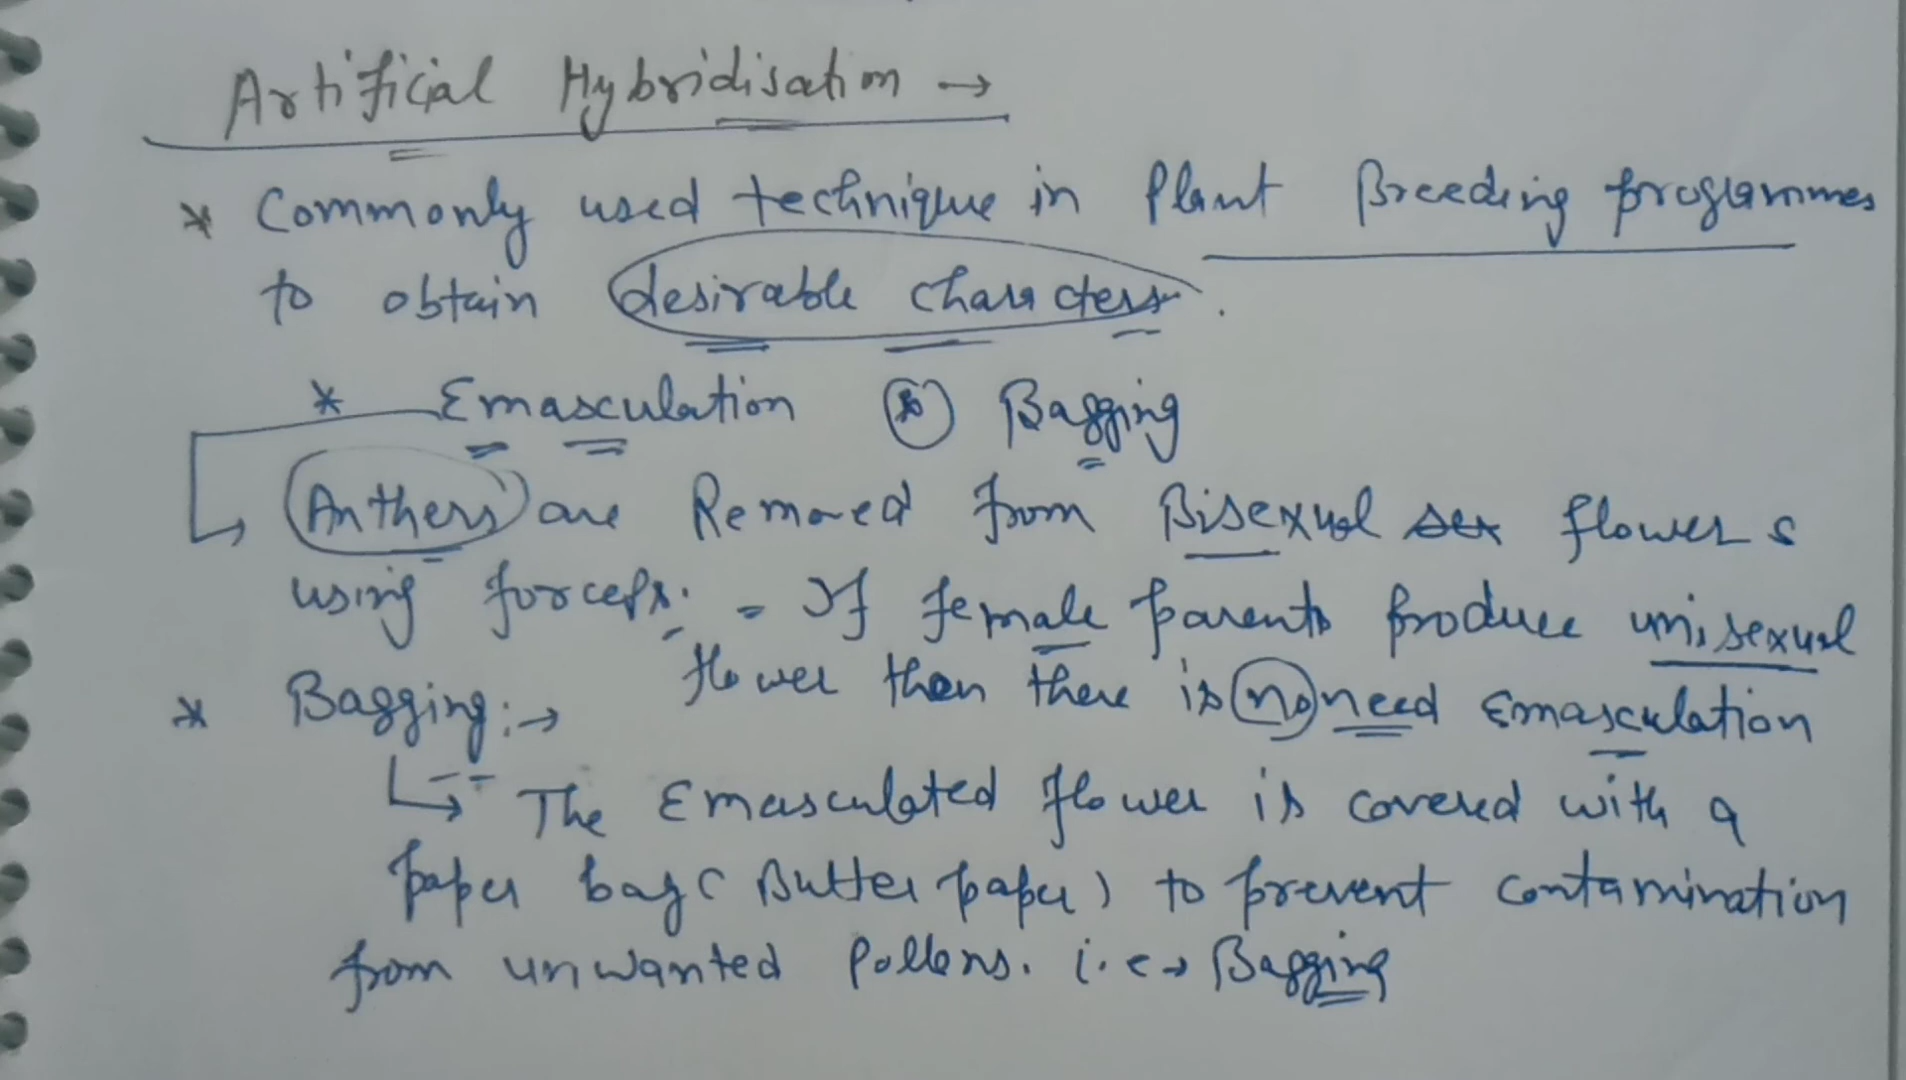 Artificial Hybridisation →
* Commonly used technique in Plant Breeding programmes
to obtain desirable characters.
* Emasculation * Bagging
Anthers are Removed from Bisexual flowers
using forceps. - If female parents produce unisexual
flower then there is no need Emasculation
* Bagging:→
↳ The Emasculated flower is covered with a
paper bag (Butter paper) to prevent contamination
from unwanted Pollens. i.e → Bagging